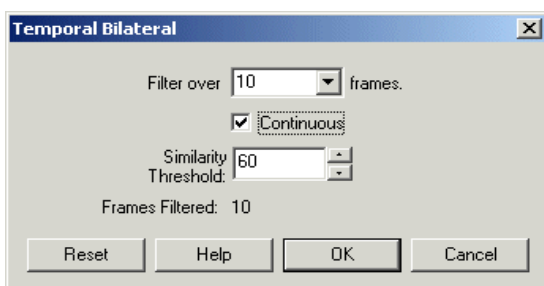 Temporal Bilateral
Filter over 10 frames.
Continuous
Similarity
Threshold: 60
Frames Filtered: 10
Reset Help OK Cancel